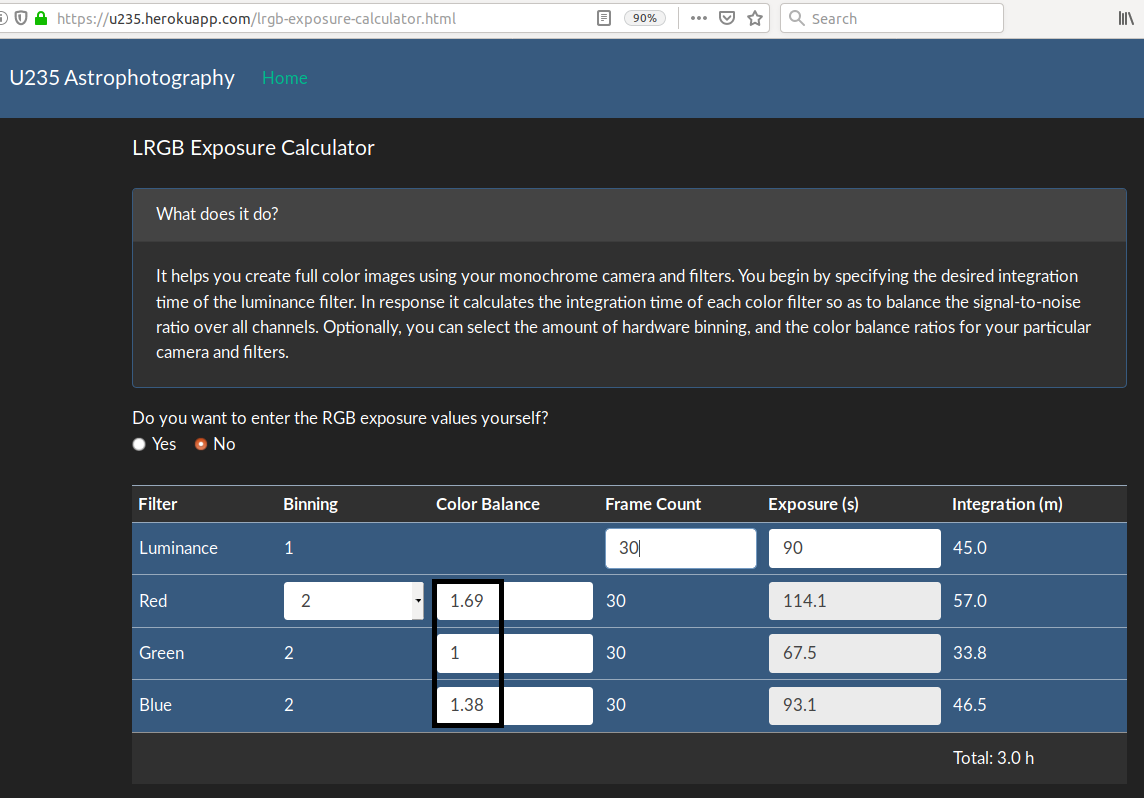 https://u235.herokuapp.com/lrgb-exposure-calculator.html 90% Search
U235 Astrophotography Home
LRGB Exposure Calculator
What does it do?
It helps you create full color images using your monochrome camera and filters. You begin by specifying the desired integration
time of the luminance filter. In response it calculates the integration time of each color filter so as to balance the signal-to-noise
ratio over all channels. Optionally, you can select the amount of hardware binning, and the color balance ratios for your particular
camera and filters.
Do you want to enter the RGB exposure values yourself?
Yes No
Filter Binning Color Balance Frame Count Exposure (s) Integration (m)
Luminance 1 30 90 45.0
Red 2 1.69 30 114.1 57.0
Green 2 1 30 67.5 33.8
Blue 2 1.38 30 93.1 46.5
Total: 3.0 h